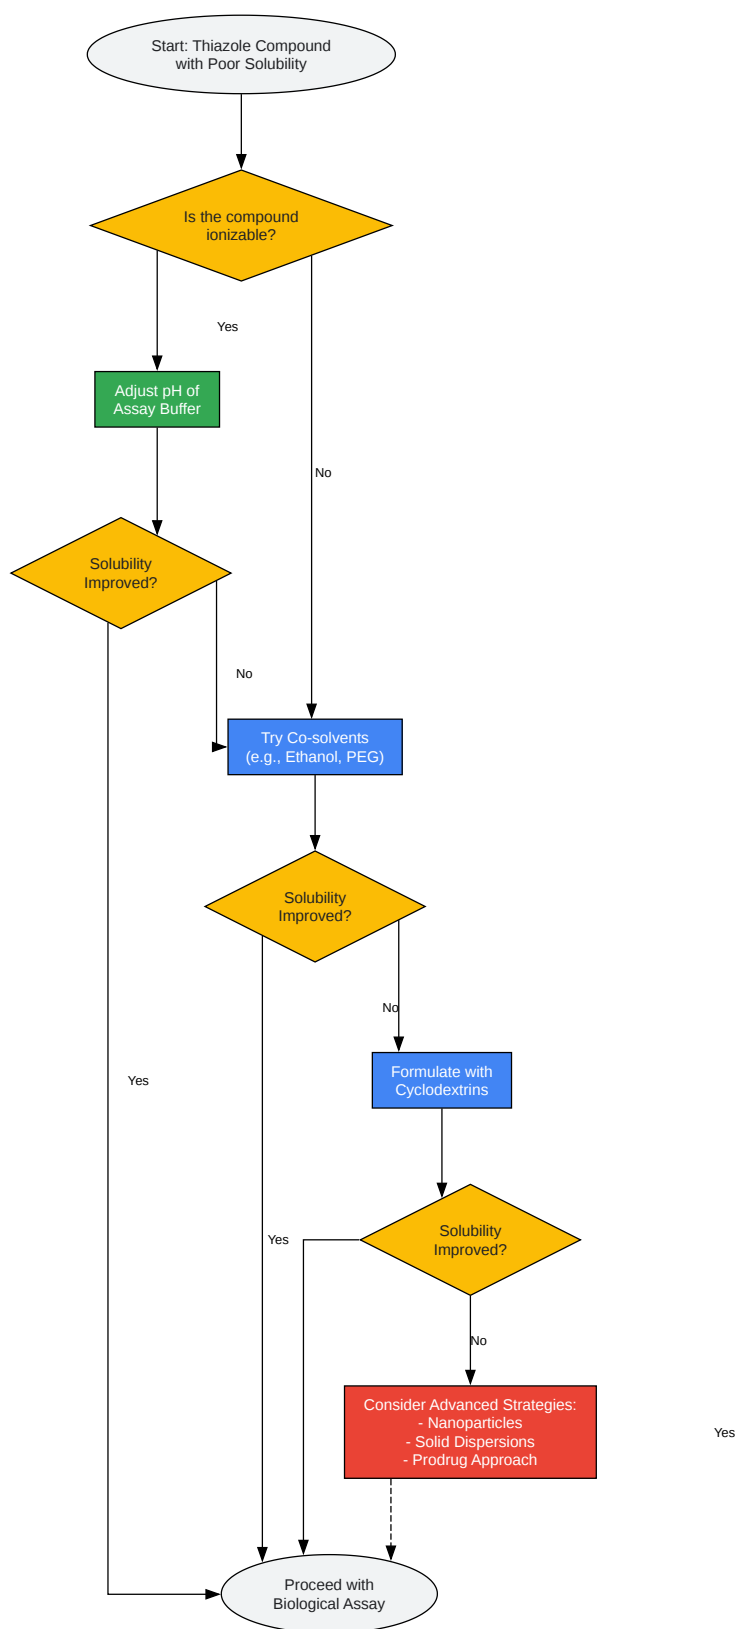 Start: Thiazole Compound
with Poor Solubility
Is the compound
ionizable?
Yes
Adjust pH of
Assay Buffer
No
Solubility
Improved?
No
Try Co-solvents
(e.g., Ethanol, PEG)
Solubility
Improved?
No
Formulate with
Cyclodextrins
Yes
Solubility
Improved?
Yes
No
Consider Advanced Strategies:
- Nanoparticles
- Solid Dispersions
- Prodrug Approach
Yes
Proceed with
Biological Assay